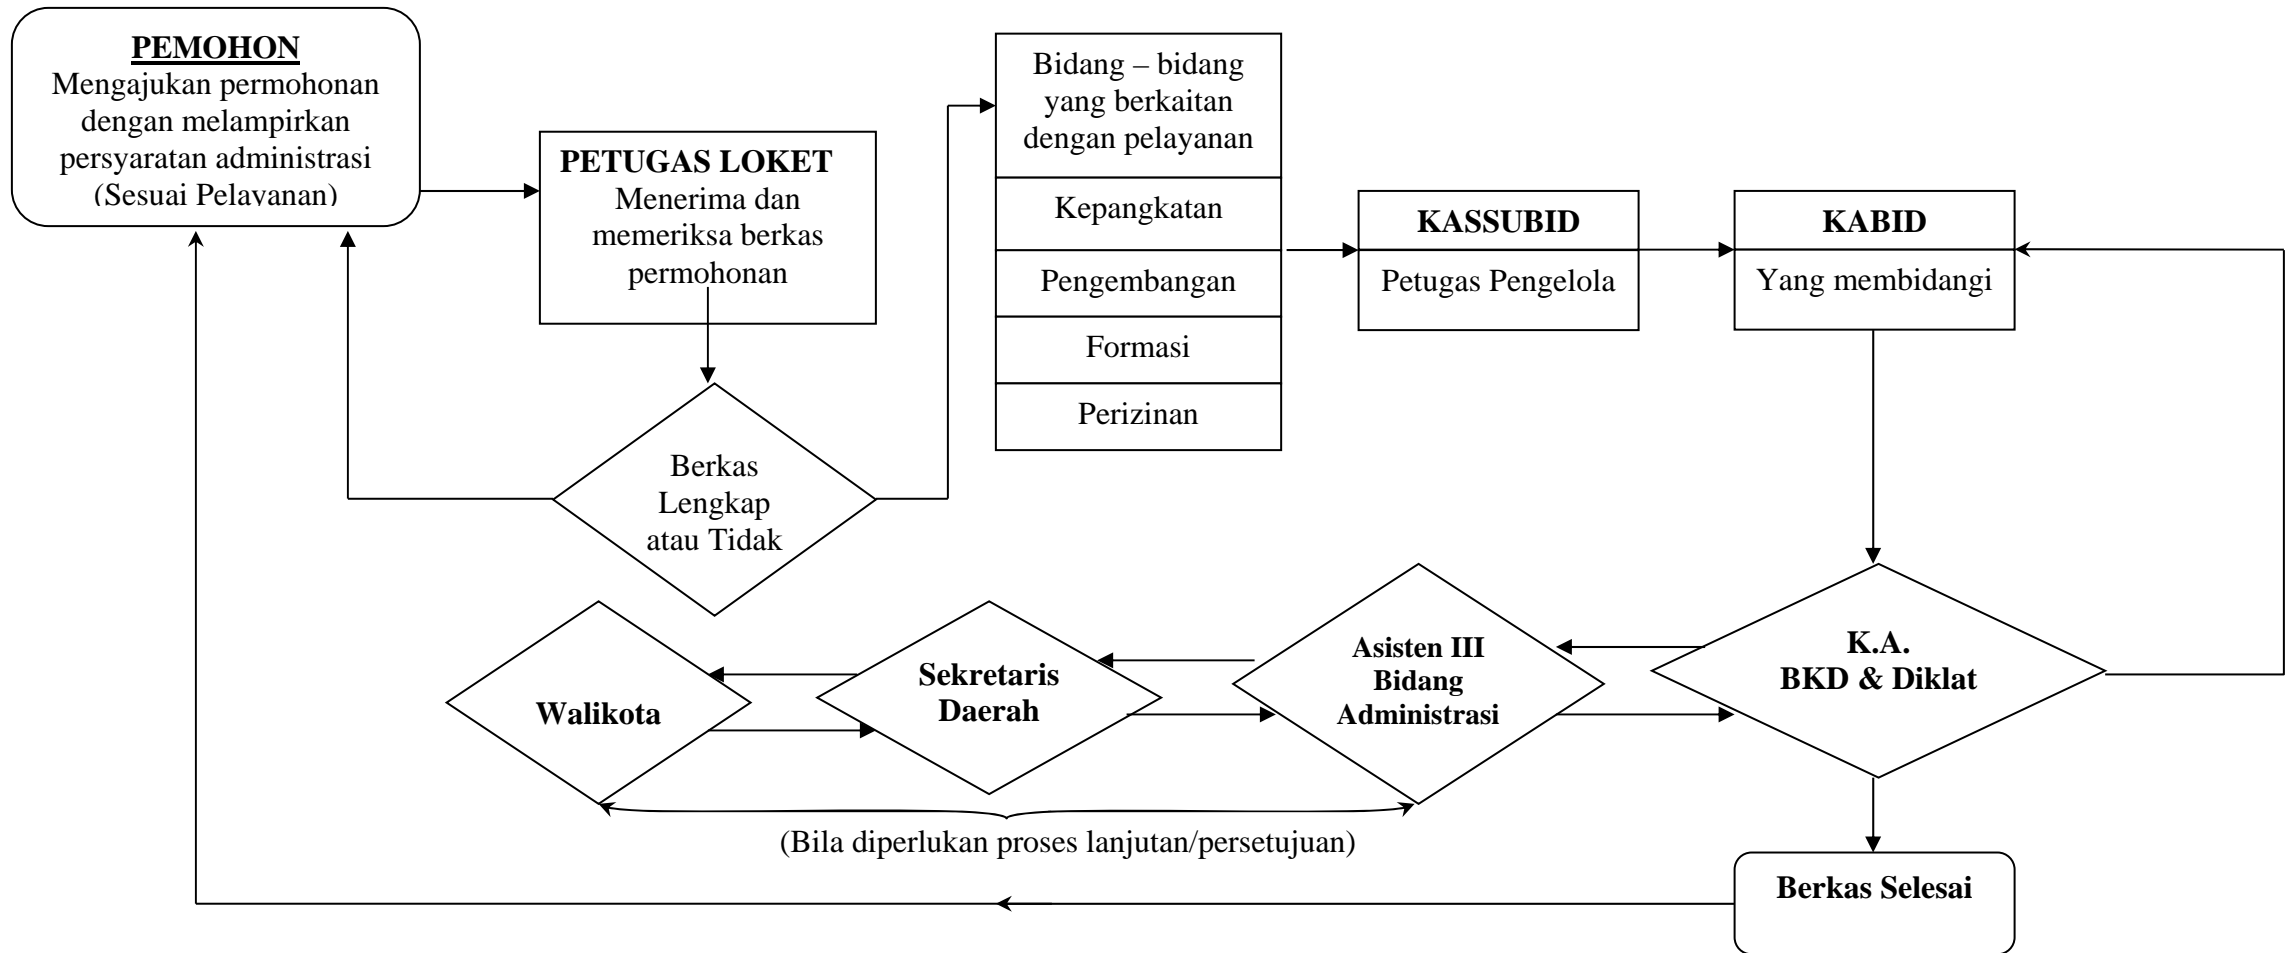 PEMOHON
Mengajukan permohonan
dengan melampirkan
persyaratan administrasi
(Sesuai Pelayanan)
PETUGAS LOKET
Menerima dan
memeriksa berkas
permohonan
Berkas
Lengkap
atau Tidak
Bidang – bidang
yang berkaitan
dengan pelayanan
Kepangkatan
Pengembangan
Formasi
Perizinan
KASSUBID
Petugas Pengelola
KABID
Yang membidangi
K.A.
BKD & Diklat
Asisten III
Bidang
Administrasi
Sekretaris
Daerah
Walikota
(Bila diperlukan proses lanjutan/persetujuan)
Berkas Selesai